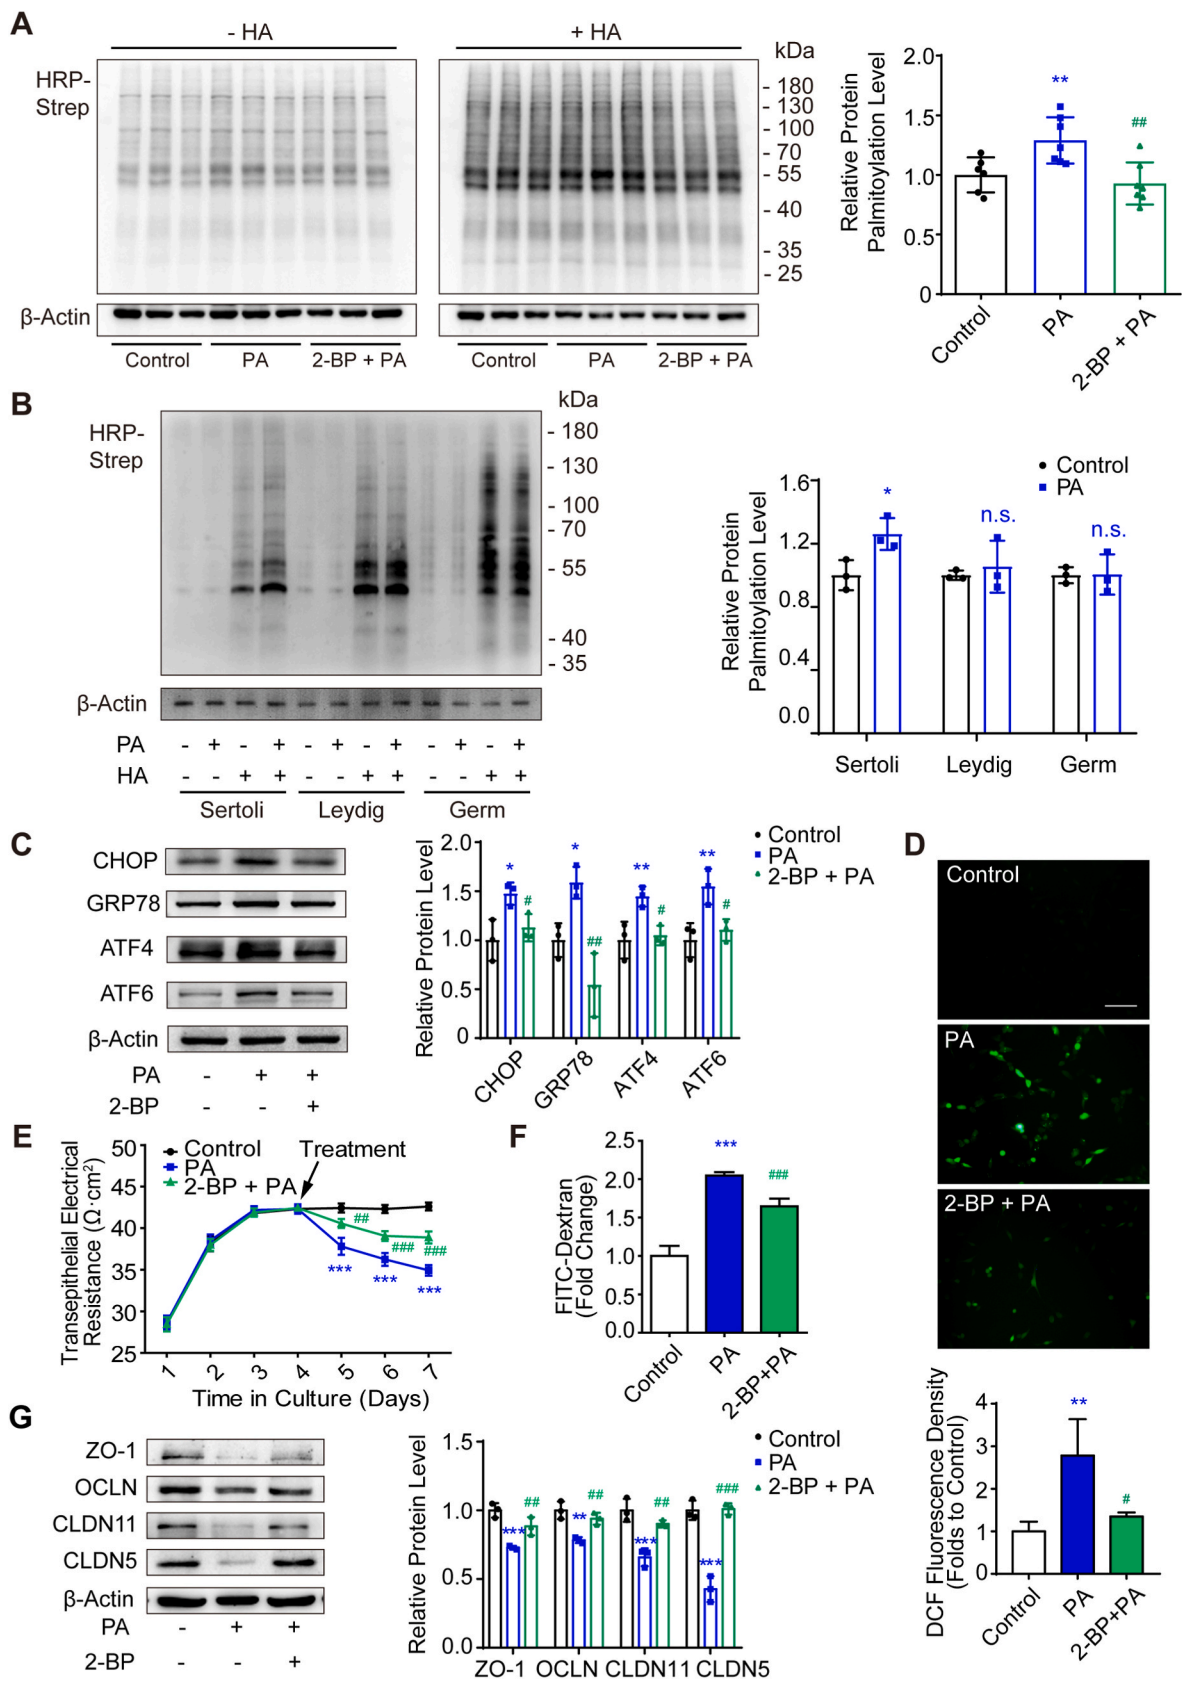 A
- HA
+ HA
kDa
HRP-
Strep
- 180
- 130
- 100
- 70
- 55
- 40
- 35
- 25
β-Actin
Control
PA
2-BP + PA
Control
PA
2-BP + PA
Relative Protein
Palmitoylation Level
2.0
1.5
1.0
0.5
0
**
##
Control
PA
2-BP + PA
B
kDa
HRP-
Strep
- 180
- 130
- 100
- 70
- 55
- 40
- 35
β-Actin
PA - + - + - + - + - + - +
HA - - + + - - + + - - + +
Sertoli
Leydig
Germ
Relative Protein
Palmitoylation Level
1.6
1.2
0.8
0.4
0.0
Control
PA
*
n.s.
n.s.
Sertoli
Leydig
Germ
C
CHOP
GRP78
ATF4
ATF6
β-Actin
PA - + +
2-BP - - +
Relative Protein Level
2.0
1.5
1.0
0.5
0
Control
PA
2-BP + PA
* # * ## ** # ** #
CHOP
GRP78
ATF4
ATF6
D
Control
PA
2-BP + PA
DCF Fluorescence Density
(Folds to Control)
4
3
2
1
0
**
#
Control
PA
2-BP+PA
E
Transepithelial Electrical
Resistance (Ω·cm²)
50
45
40
35
30
25
Control
PA
2-BP + PA
Treatment
## ### ###
*** *** ***
1 2 3 4 5 6 7
Time in Culture (Days)
F
FITC-Dextran
(Fold Change)
2.5
2.0
1.5
1.0
0.5
0.0
***
###
Control
PA
2-BP+PA
G
ZO-1
OCLN
CLDN11
CLDN5
β-Actin
PA - + +
2-BP - - +
Relative Protein Level
1.5
1.0
0.5
0.0
Control
PA
2-BP + PA
*** ## ** ## *** ## *** ###
ZO-1 OCLN CLDN11 CLDN5